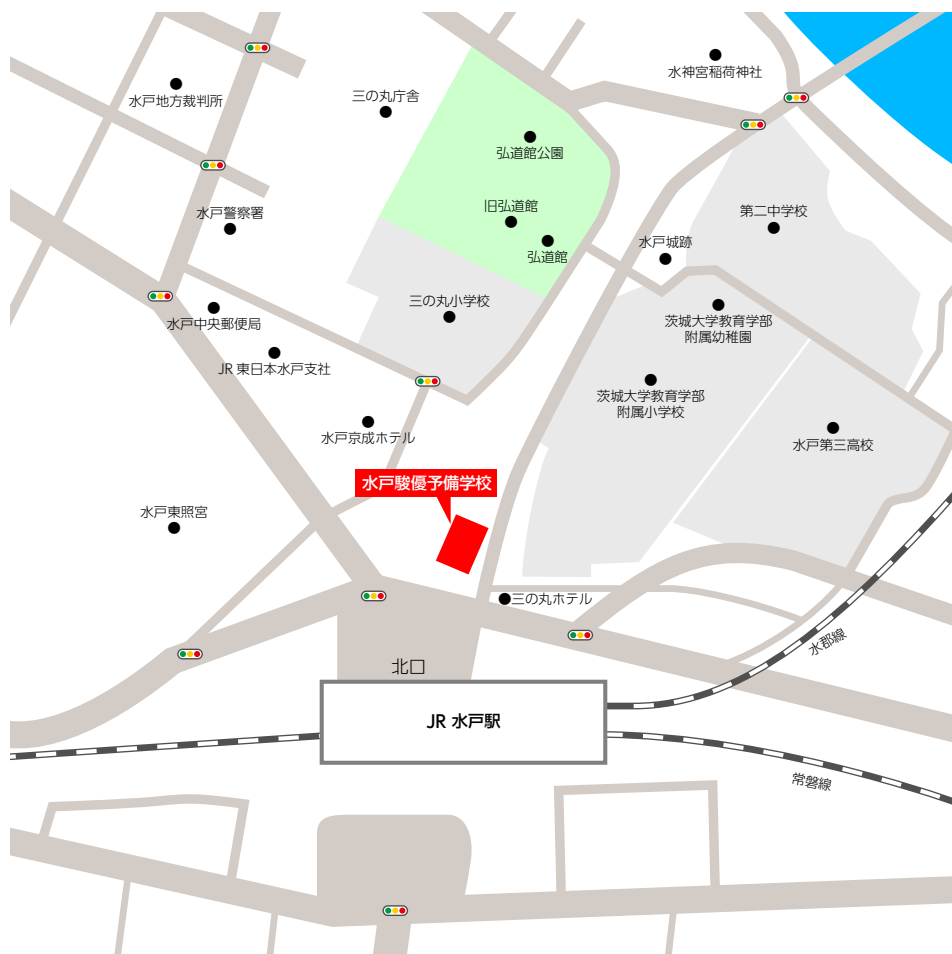 水神宮稲荷神社
水戸地方裁判所
三の丸庁舎
弘道館公園
旧弘道館
水戸警察署
第二中学校
水戸城跡
弘道館
三の丸小学校
水戸中央郵便局
茨城大学教育学部
附属幼稚園
JR 東日本水戸支社
茨城大学教育学部
附属小学校
水戸京成ホテル
水戸第三高校
水戸駿優予備学校
水戸東照宮
三の丸ホテル
水郡線
北口
JR 水戸駅
常磐線